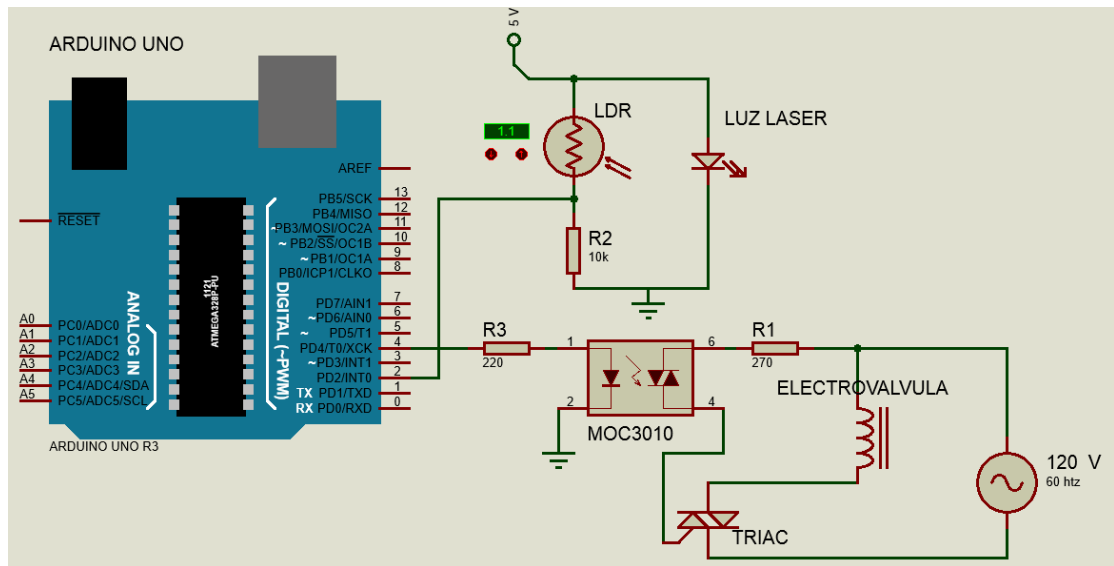 5 V
ARDUINO UNO
LDR
LUZ LASER
1.1
AREF
RESET
PB5/SCK 13
PB4/MISO 12
~PB3/MOSI/OC2A 11
~ PB2/SS/OC1B 10
~ PB1/OC1A 9
PB0/ICP1/CLKO 8
PD7/AIN1 7
~ PD6/AIN0 6
~ PD5/T1 5
PD4/T0/XCK 4
~PD3/INT1 3
PD2/INT0 2
TX PD1/TXD 1
RX PD0/RXD 0
DIGITAL (~PWM)
1121
ATMEGA328P-PU
ANALOG IN
A0 PC0/ADC0
A1 PC1/ADC1
A2 PC2/ADC2
A3 PC3/ADC3
A4 PC4/ADC4/SDA
A5 PC5/ADC5/SCL
ARDUINO UNO R3
R2
10k
R3
220
1
2
6
4
MOC3010
R1
270
ELECTROVALVULA
120 V
60 htz
TRIAC